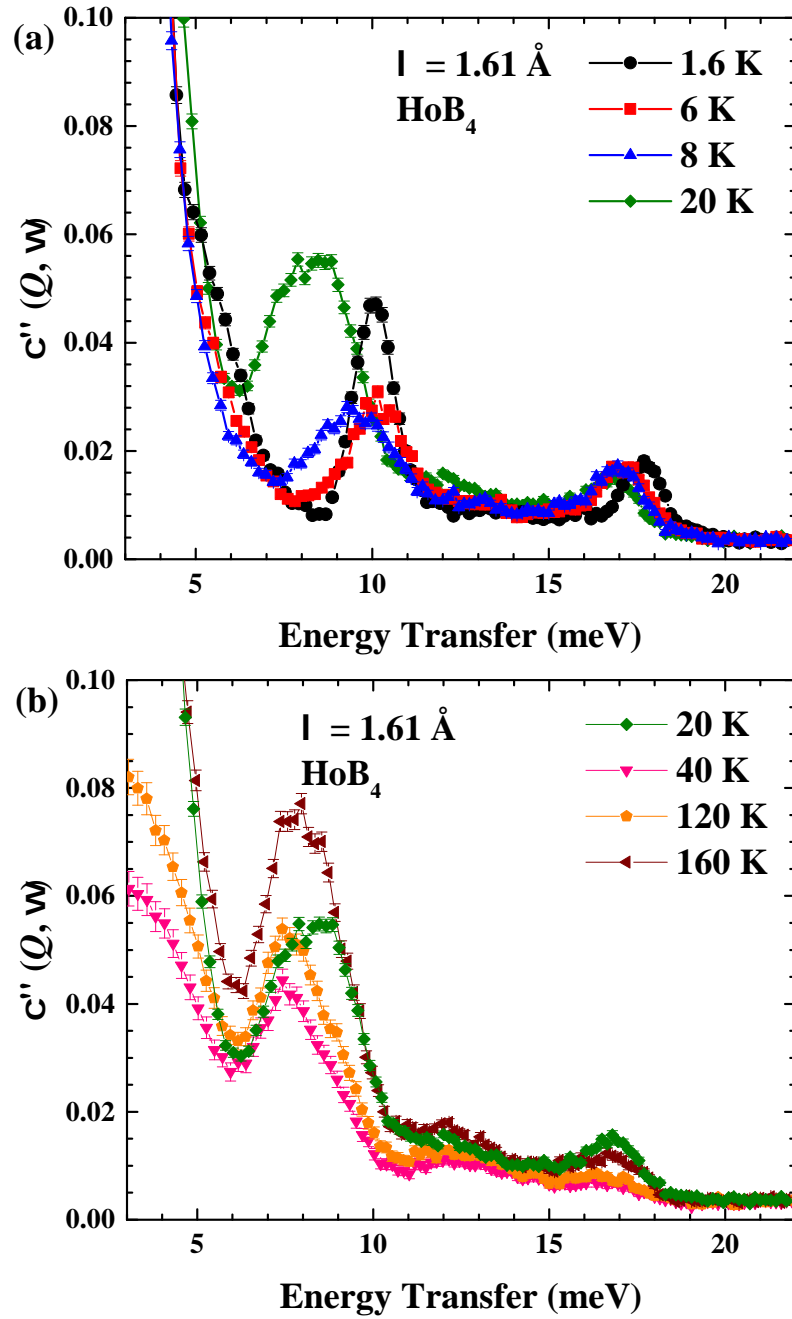 (a)
l = 1.61 Å
HoB4
1.6 K
6 K
8 K
20 K
0.10
0.08
0.06
0.04
0.02
0.00
c'' (Q, w)
5
10
15
20
Energy Transfer (meV)
(b)
l = 1.61 Å
HoB4
20 K
40 K
120 K
160 K
0.10
0.08
0.06
0.04
0.02
0.00
c'' (Q, w)
5
10
15
20
Energy Transfer (meV)